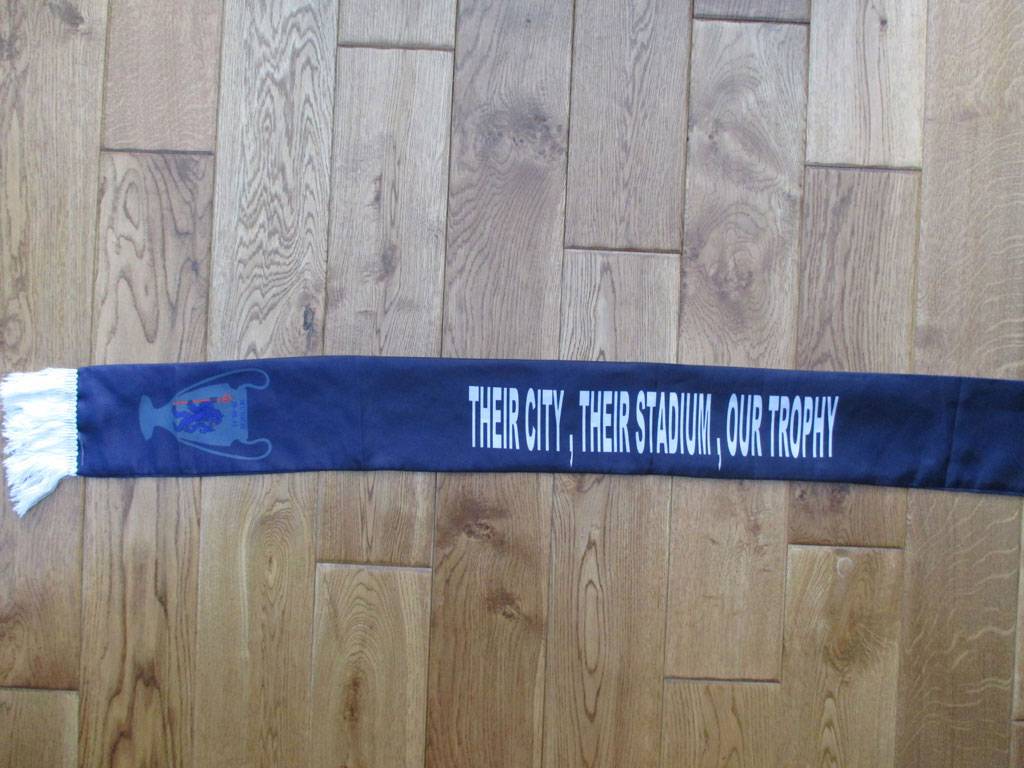 THEIR CITY , THEIR STADIUM , OUR TROPHY